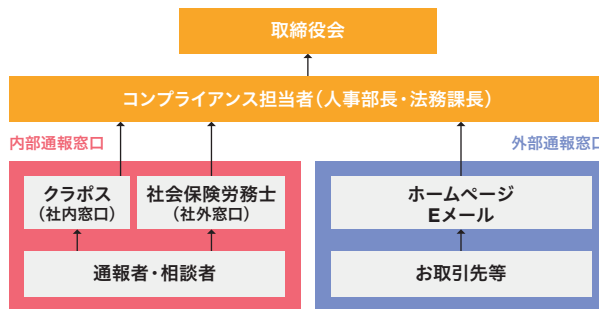 取締役会
コンプライアンス担当者（人事部長・法務課長）
内部通報窓口
外部通報窓口
クラポス
（社内窓口）
社会保険労務士
（社外窓口）
ホームページ
Eメール
通報者・相談者
お取引先等